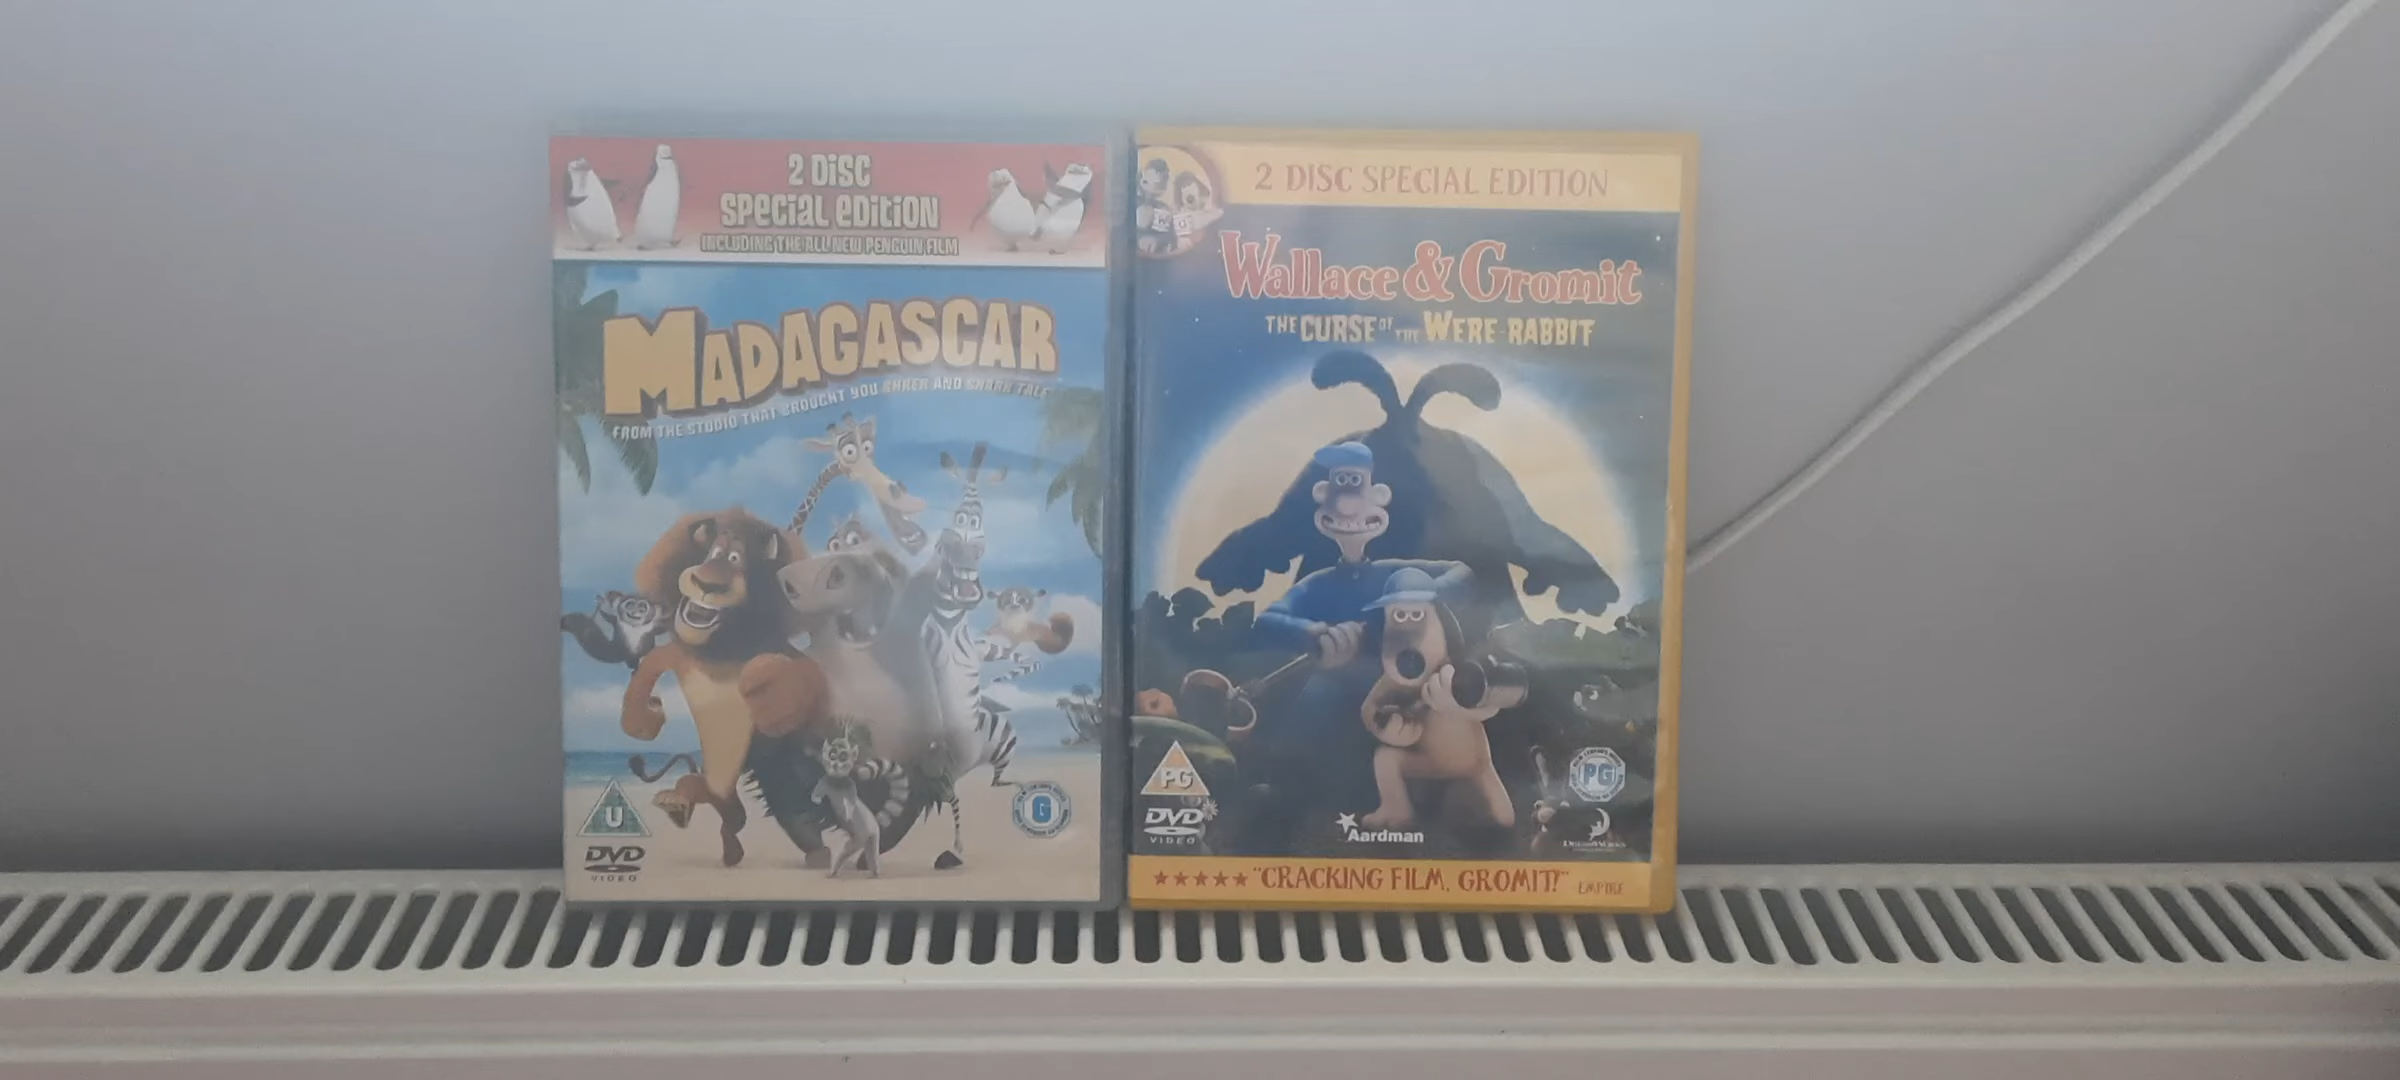 2 DiSC
SPECiAL EDiTiON
INCLUDING THE ALL NEW PENGUIN FILM
MADAGASCAR
FROM THE STUDIO THAT BROUGHT YOU SHREK AND SHARK TALE
U
G
DVD
VIDEO
2 DISC SPECIAL EDITION
Wallace & Gromit
THE CURSE OF THE WERE-RABBIT
PG
PG
DVD
VIDEO
Aardman
DREAMWORKS
★★★★★ "CRACKING FILM, GROMIT!" EMPIRE